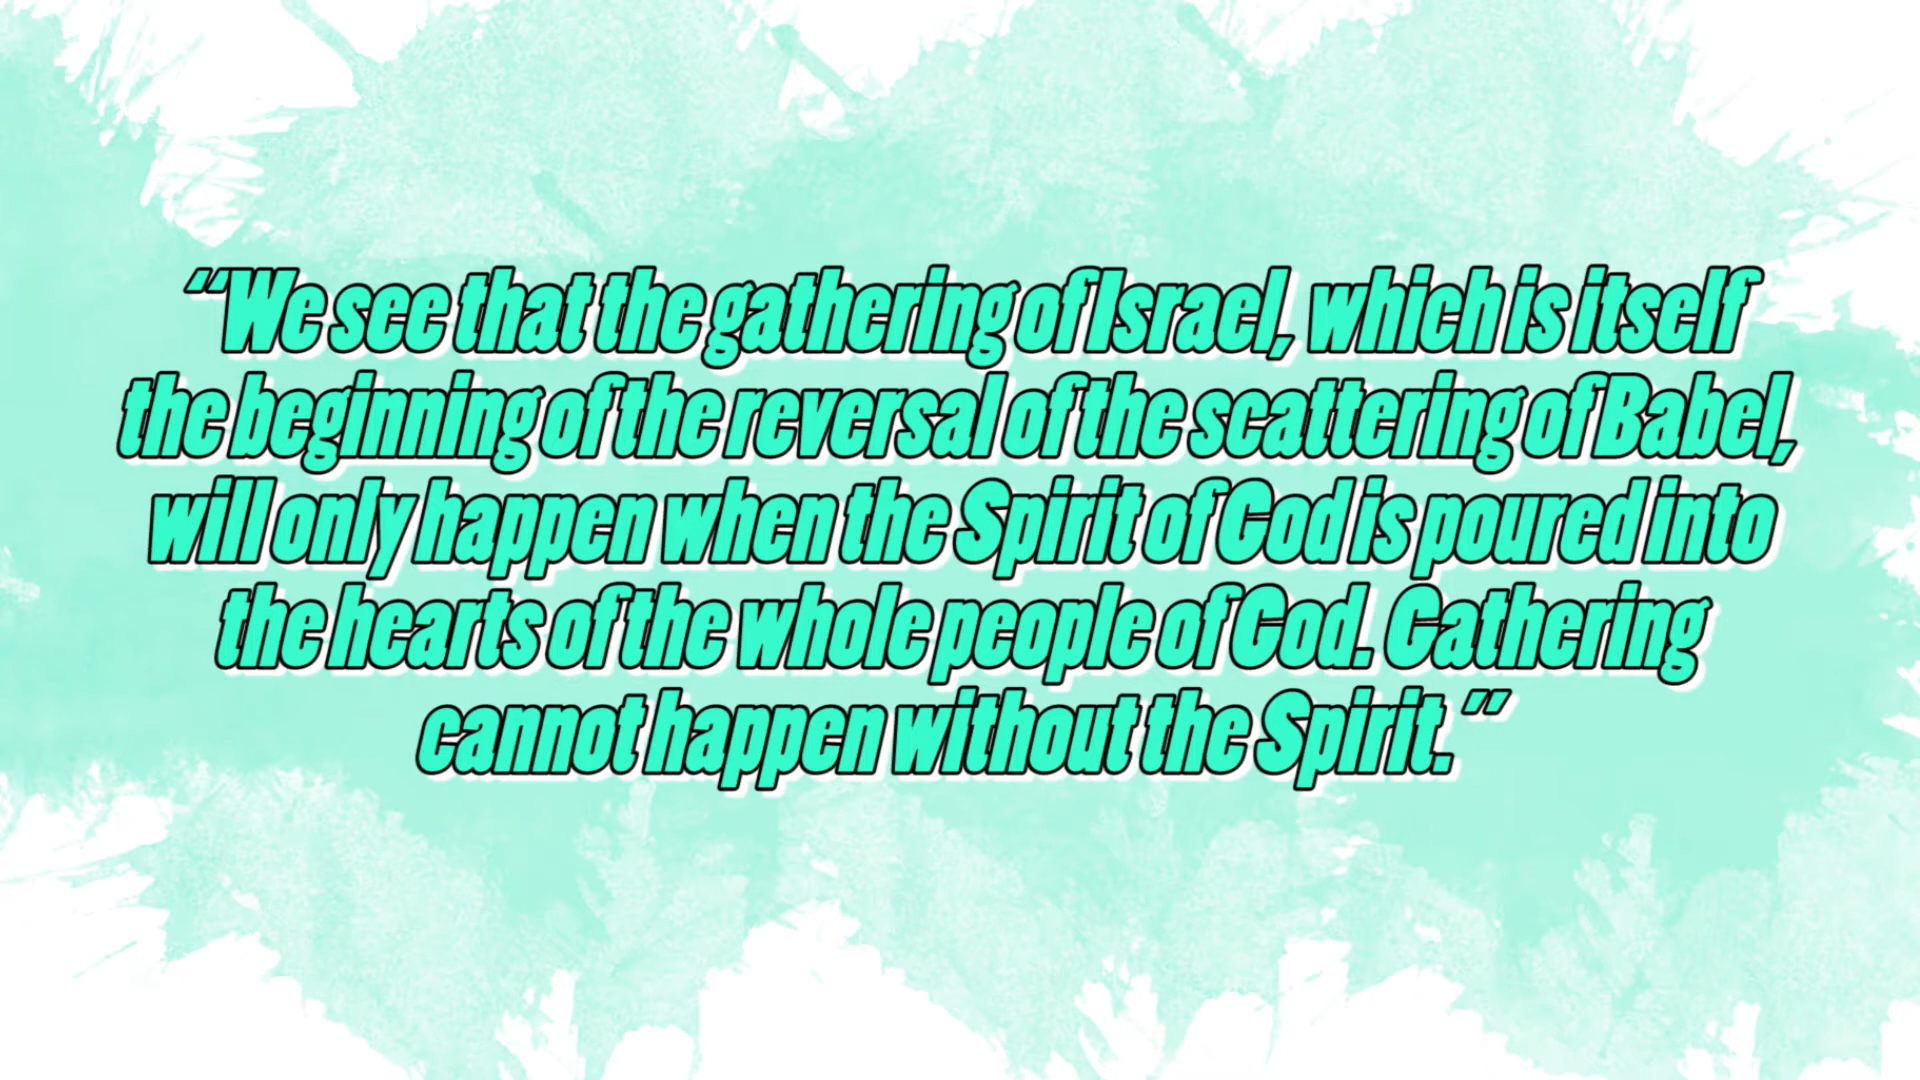 “We see that the gathering of Israel, which is itself
the beginning of the reversal of the scattering of Babel,
will only happen when the Spirit of God is poured into
the hearts of the whole people of God. Gathering
cannot happen without the Spirit.”